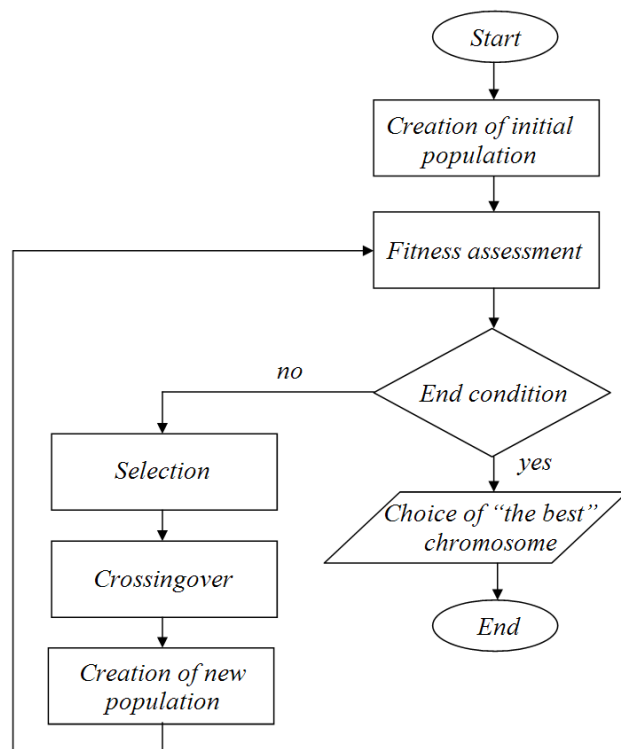 Start
Creation of initial
population
Fitness assessment
End condition
no
yes
Selection
Crossingover
Creation of new
population
Choice of “the best”
chromosome
End